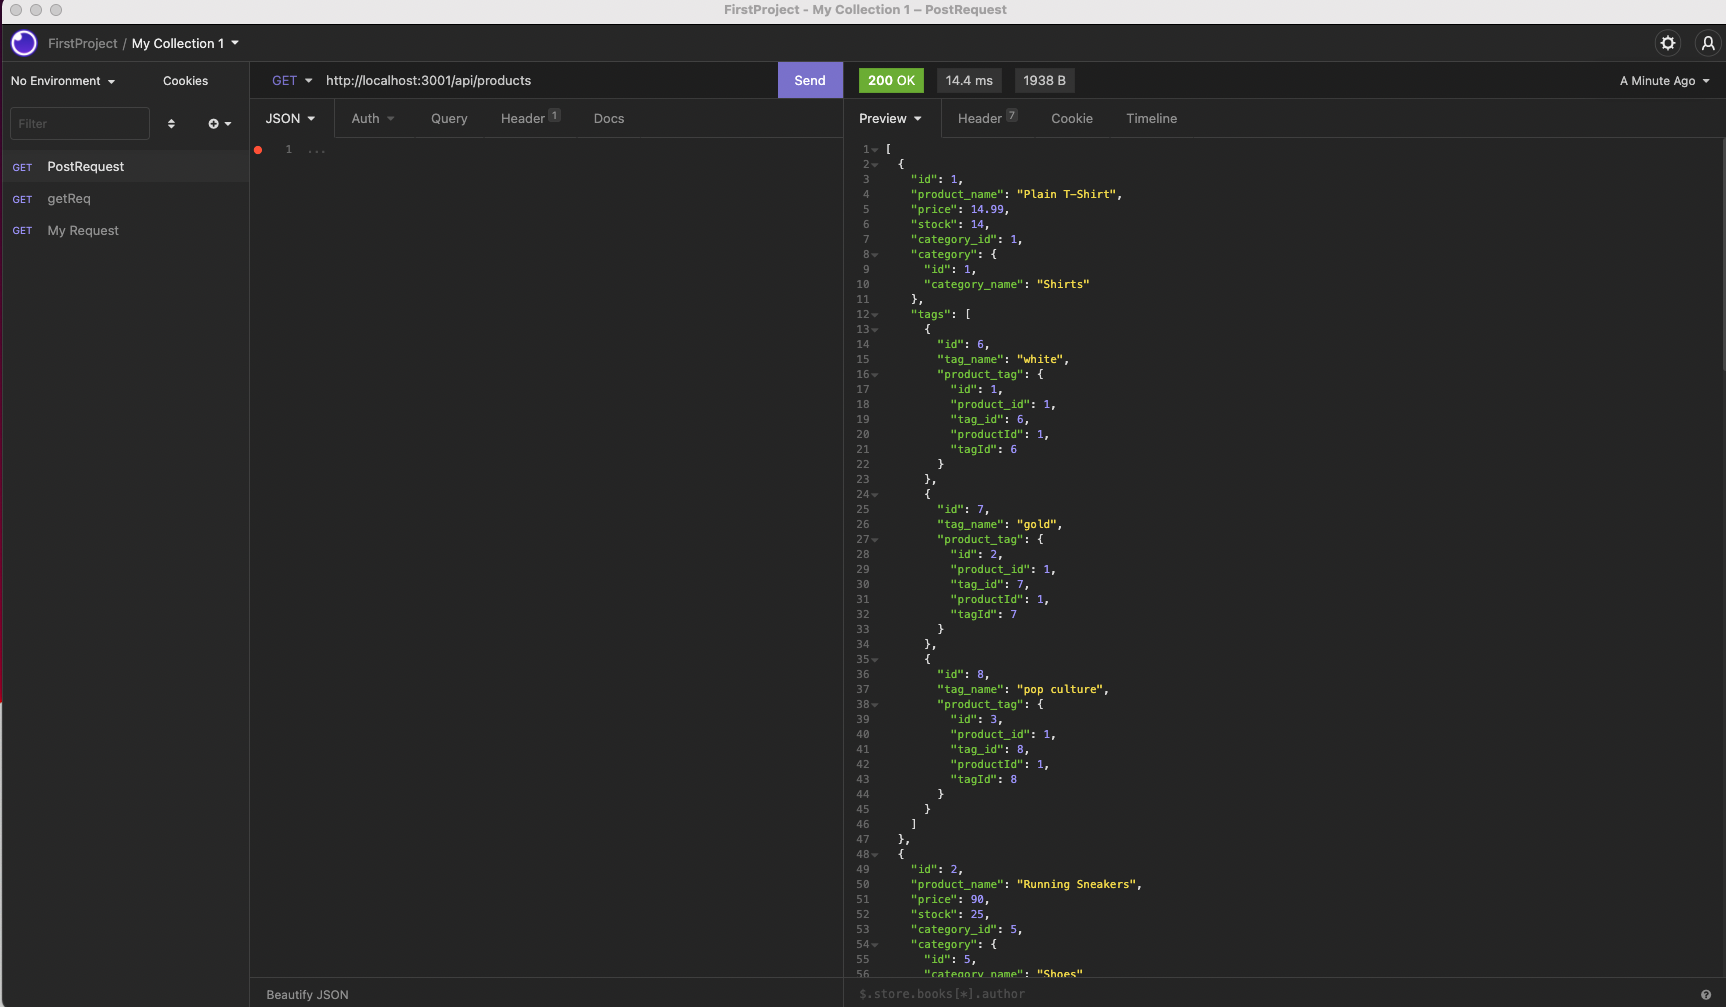 FirstProject - My Collection 1 – PostRequest
FirstProject / My Collection 1
No Environment
Cookies
Filter
GET PostRequest
GET getReq
GET My Request
GET http://localhost:3001/api/products Send
JSON Auth Query Header 1 Docs
1 ...
Beautify JSON
200 OK 14.4 ms 1938 B A Minute Ago
Preview Header 7 Cookie Timeline
1 [
2 {
3 "id": 1,
4 "product_name": "Plain T-Shirt",
5 "price": 14.99,
6 "stock": 14,
7 "category_id": 1,
8 "category": {
9 "id": 1,
10 "category_name": "Shirts"
11 },
12 "tags": [
13 {
14 "id": 6,
15 "tag_name": "white",
16 "product_tag": {
17 "id": 1,
18 "product_id": 1,
19 "tag_id": 6,
20 "productId": 1,
21 "tagId": 6
22 }
23 },
24 {
25 "id": 7,
26 "tag_name": "gold",
27 "product_tag": {
28 "id": 2,
29 "product_id": 1,
30 "tag_id": 7,
31 "productId": 1,
32 "tagId": 7
33 }
34 },
35 {
36 "id": 8,
37 "tag_name": "pop culture",
38 "product_tag": {
39 "id": 3,
40 "product_id": 1,
41 "tag_id": 8,
42 "productId": 1,
43 "tagId": 8
44 }
45 }
46 ]
47 },
48 {
49 "id": 2,
50 "product_name": "Running Sneakers",
51 "price": 90,
52 "stock": 25,
53 "category_id": 5,
54 "category": {
55 "id": 5,
56 "category_name": "Shoes"
$.store.books[*].author